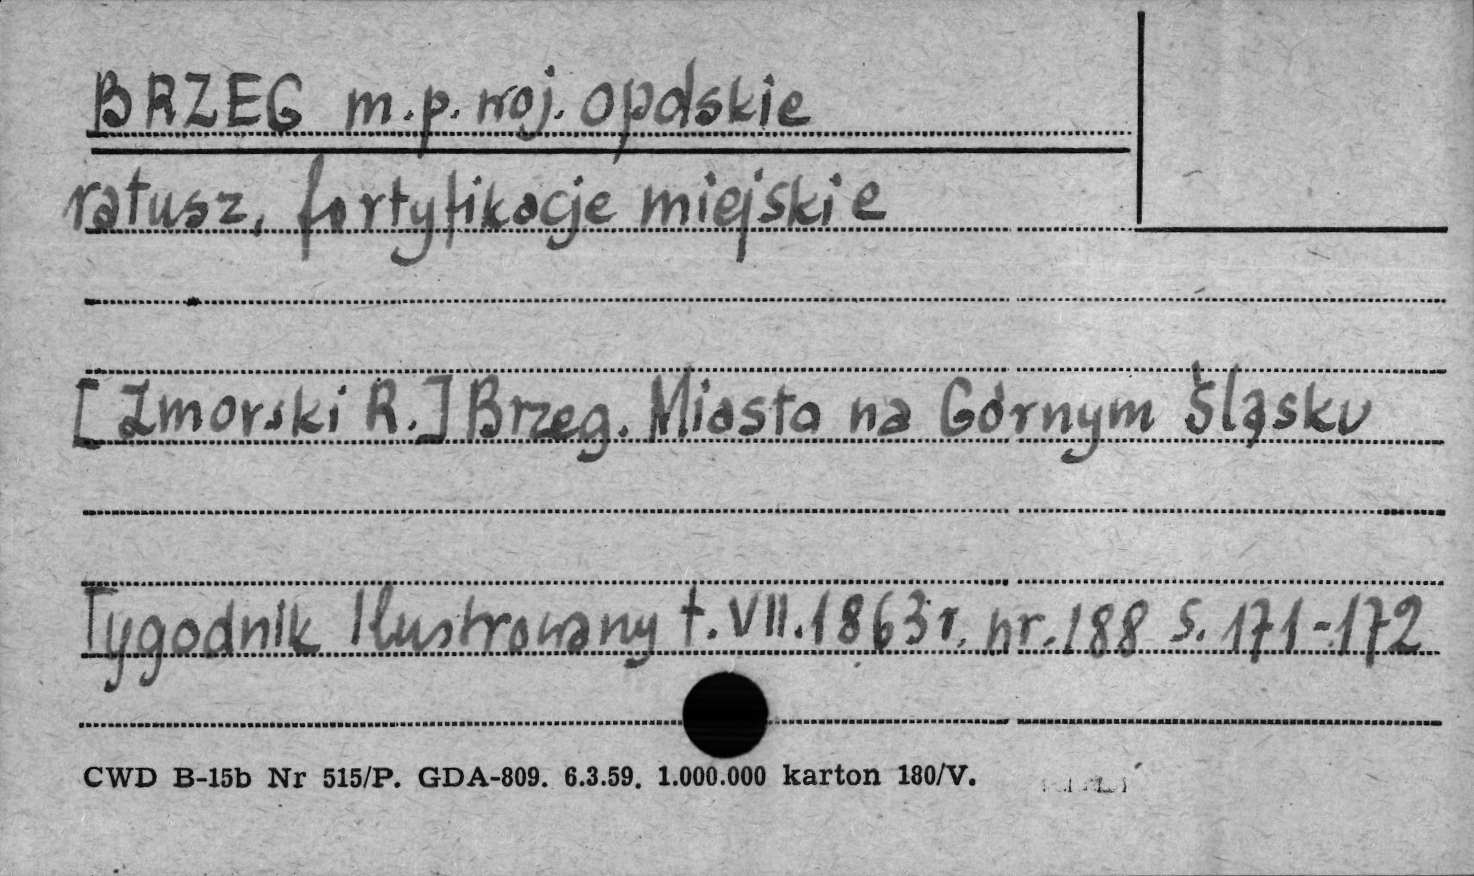 BRZEG m.p. woj. opolskie
ratusz, fortyfikacje miejskie
[Zmorski R.] Brzeg. Miasta na Górnym Śląsku
Tygodnik Ilustrowany t. VII. 1863 r. nr. 188 s. 171-172
CWD B-15b Nr 515/P. GDA-809. 6.3.59. 1.000.000 karton 180/V.